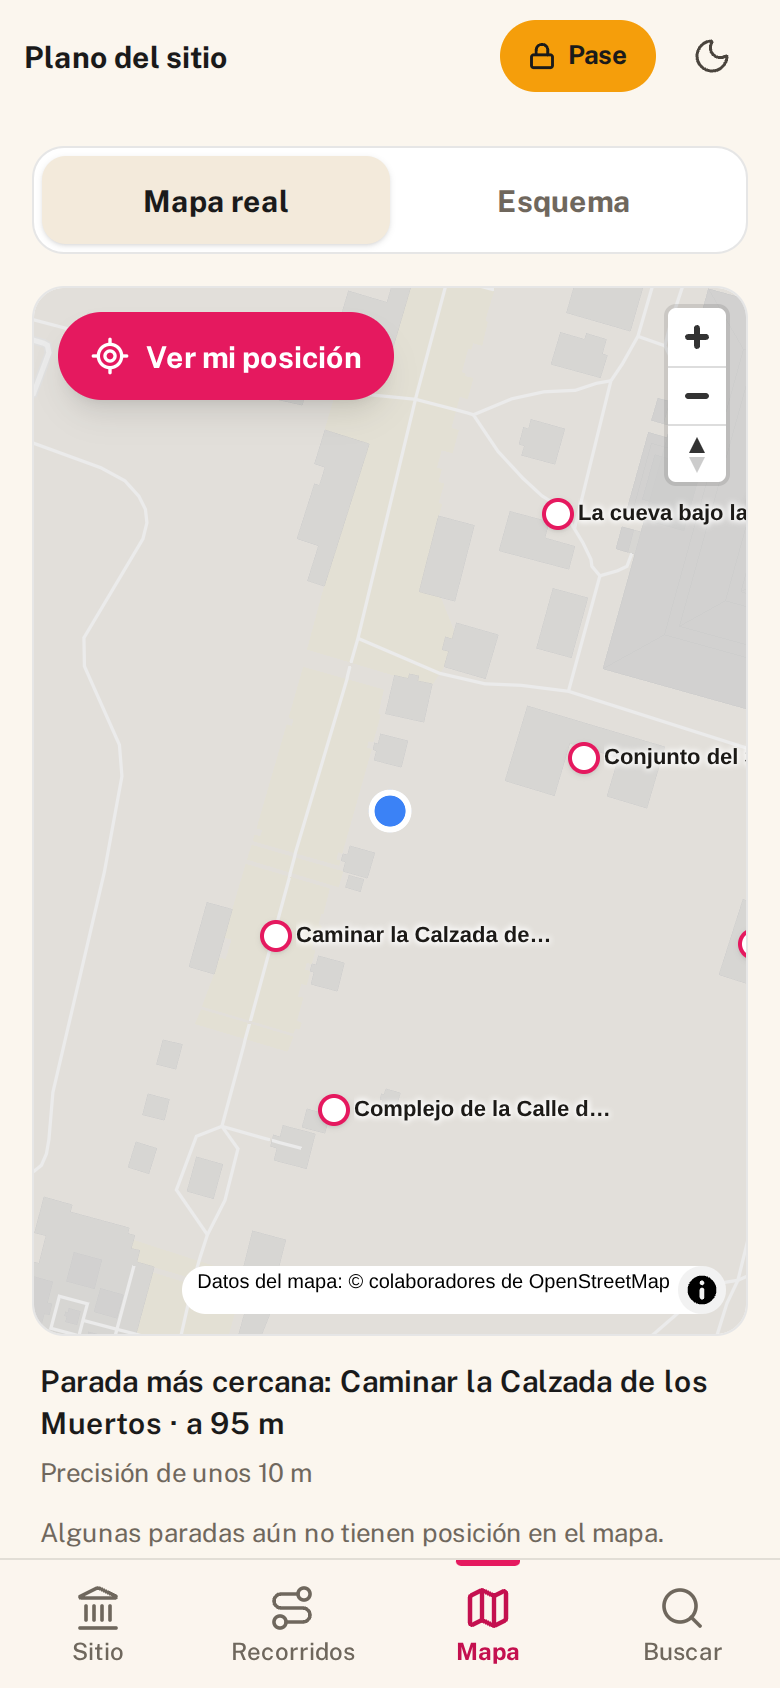 Plano del sitio
Pase
Mapa real
Esquema
Ver mi posición
La cueva bajo la
Conjunto del
Caminar la Calzada de...
Complejo de la Calle d...
Datos del mapa: © colaboradores de OpenStreetMap
Parada más cercana: Caminar la Calzada de los
Muertos · a 95 m
Precisión de unos 10 m
Algunas paradas aún no tienen posición en el mapa.
Sitio
Recorridos
Mapa
Buscar